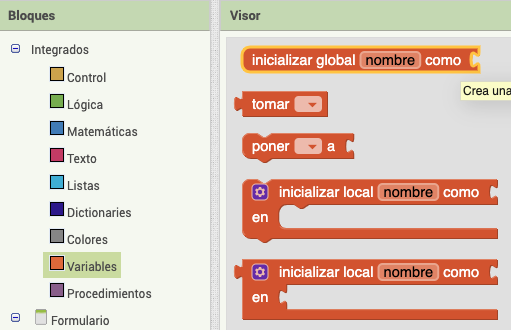 Bloques
Integrados
Control
Lógica
Matemáticas
Texto
Listas
Dictionaries
Colores
Variables
Procedimientos
Formulario
Visor
inicializar global nombre como
Crea una
tomar
poner a
inicializar local nombre como
en
inicializar local nombre como
en